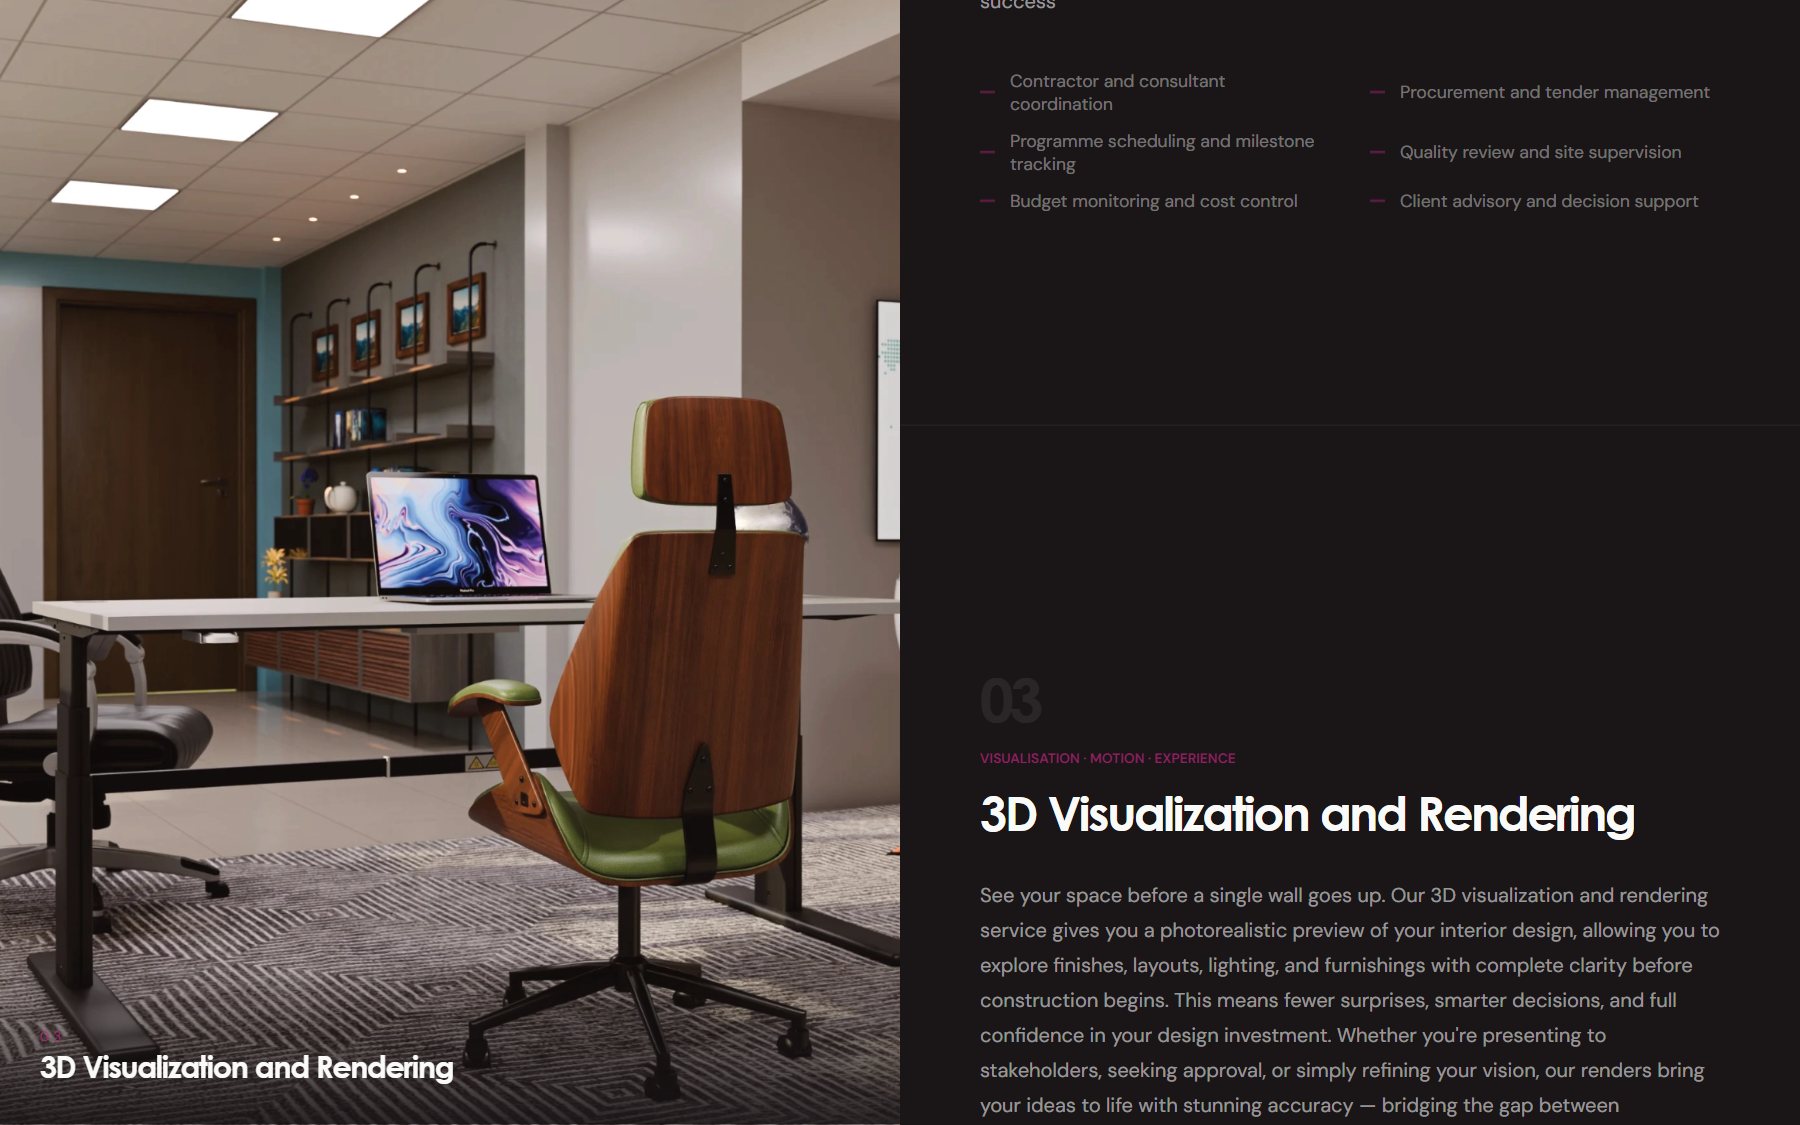 success
Contractor and consultant
coordination
Procurement and tender management
Programme scheduling and milestone
tracking
Quality review and site supervision
Budget monitoring and cost control
Client advisory and decision support
03
VISUALISATION · MOTION · EXPERIENCE
3D Visualization and Rendering
See your space before a single wall goes up. Our 3D visualization and rendering
service gives you a photorealistic preview of your interior design, allowing you to
explore finishes, layouts, lighting, and furnishings with complete clarity before
construction begins. This means fewer surprises, smarter decisions, and full
confidence in your design investment. Whether you're presenting to
stakeholders, seeking approval, or simply refining your vision, our renders bring
your ideas to life with stunning accuracy — bridging the gap between
03
3D Visualization and Rendering